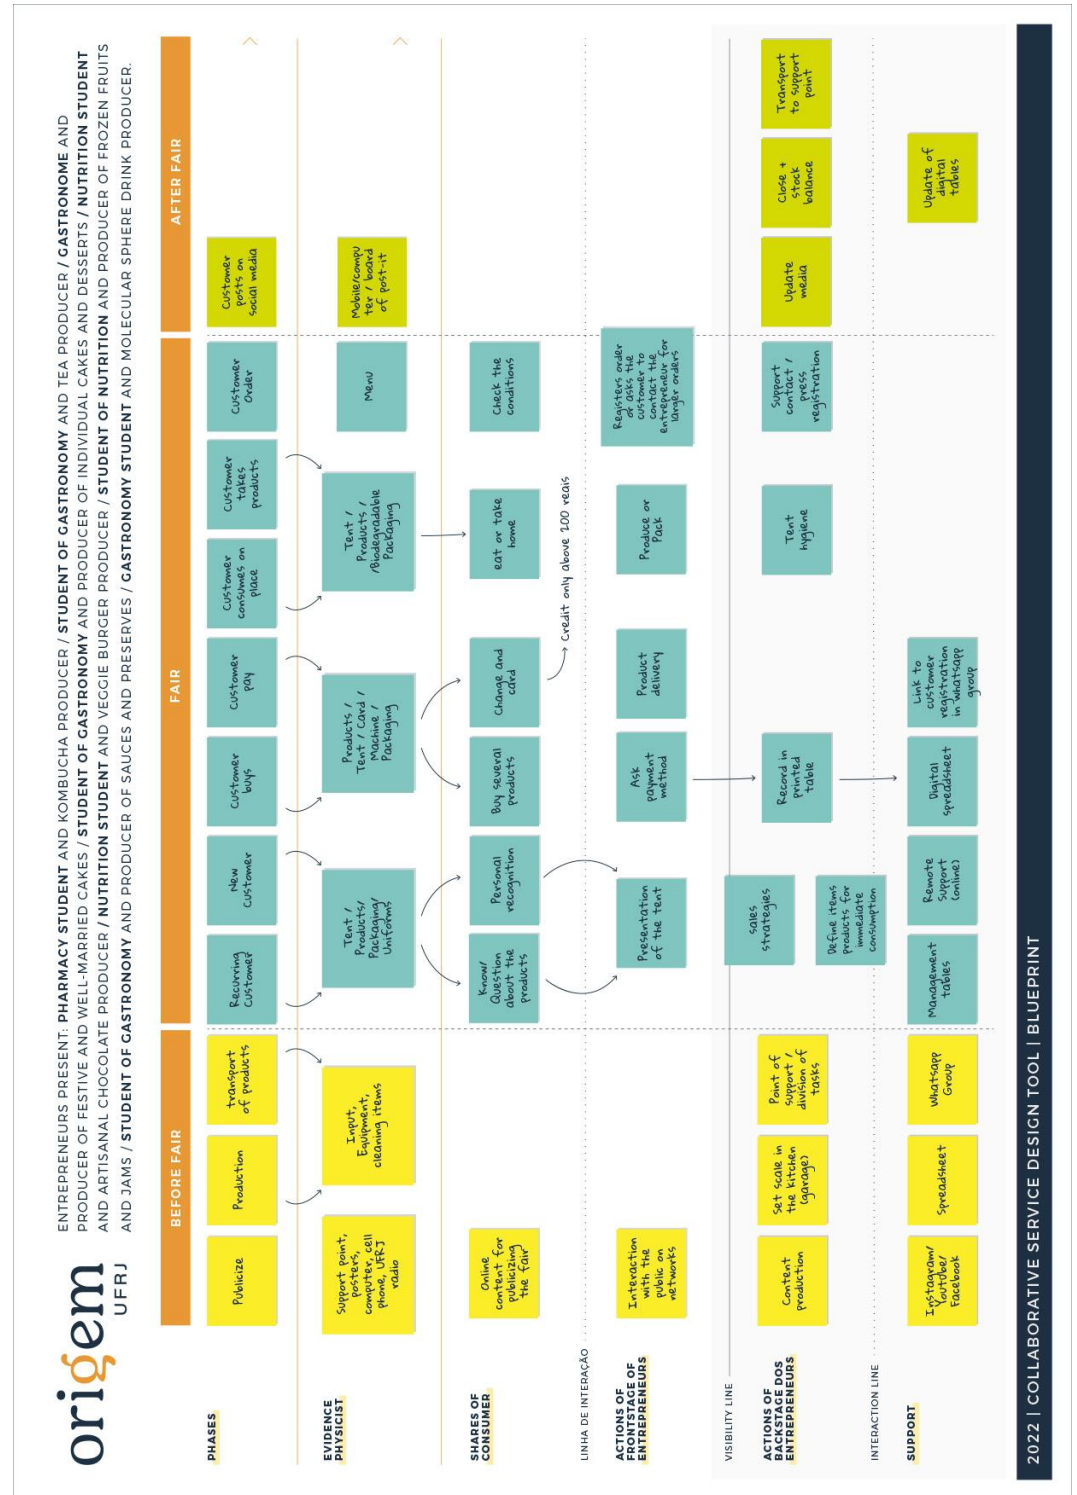 origem
UFRJ
ENTREPRENEURS PRESENT: PHARMACY STUDENT AND KOMBUCHA PRODUCER / STUDENT OF GASTRONOMY AND TEA PRODUCER / GASTRONOME AND
PRODUCER OF FESTIVE AND WELL-MARRIED CAKES / STUDENT OF GASTRONOMY AND PRODUCER OF INDIVIDUAL CAKES AND DESSERTS / NUTRITION STUDENT
AND ARTISANAL CHOCOLATE PRODUCER / NUTRITION STUDENT AND VEGGIE BURGER PRODUCER / STUDENT OF NUTRITION AND PRODUCER OF FROZEN FRUITS
AND JAMS / STUDENT OF GASTRONOMY AND PRODUCER OF SAUCES AND PRESERVES / GASTRONOMY STUDENT AND MOLECULAR SPHERE DRINK PRODUCER.
BEFORE FAIR
FAIR
AFTER FAIR
PHASES
Publicize
Production
transport
of products
Recurring
Customer
New
Customer
Customer
buys
Customer
pay
Customer
consumes on
place
Customer
takes
products
Customer
Order
Customer
posts on
social media
EVIDENCE
PHYSICIST
Support point,
posters,
computer, cell
phone, UFRJ
radio
Input,
Equipment,
cleaning items
Tent /
Products/
Packaging/
Uniforms
Products /
Tent / Card /
Machine /
Packaging
Tent /
Products /
/Biodegradable
Packaging
Menu
Mobile/compu
ter / board
of post-it
SHARES OF
CONSUMER
Online
content for
publicizing
the fair
Know/
Question
about the
products
Personal
recognition
Buy several
products
Change and
card
Credit only above 200 reais
eat or take
home
Check the
conditions
LINHA DE INTERAÇÃO
ACTIONS OF
FRONTSTAGE OF
ENTREPRENEURS
Interaction
with the
public on
networks
Presentation
of the tent
Ask
payment
method
Product
delivery
Produce or
Pack
Registers order
or asks the
customer to
contact the
entrepreneur for
larger orders
VISIBILITY LINE
ACTIONS OF
BACKSTAGE DOS
ENTREPRENEURS
Content
production
Set scale in
the kitchen
(garage)
Point of
support /
division of
tasks
sales
strategies
Define items
products for
immediate
consumption
Record in
printed
table
Tent
hygiene
Support
contact /
press
registration
Update
media
Close +
stock
balance
Transport
to support
point
INTERACTION LINE
SUPPORT
Instagram/
Youtube/
Facebook
Spreadsheet
Whatsapp
Group
Management
tables
Remote
Support
(online)
Digital
spreadsheet
Link to
customer
registration
in whatsapp
group
Update of
digital
tables
2022 | COLLABORATIVE SERVICE DESIGN TOOL | BLUEPRINT